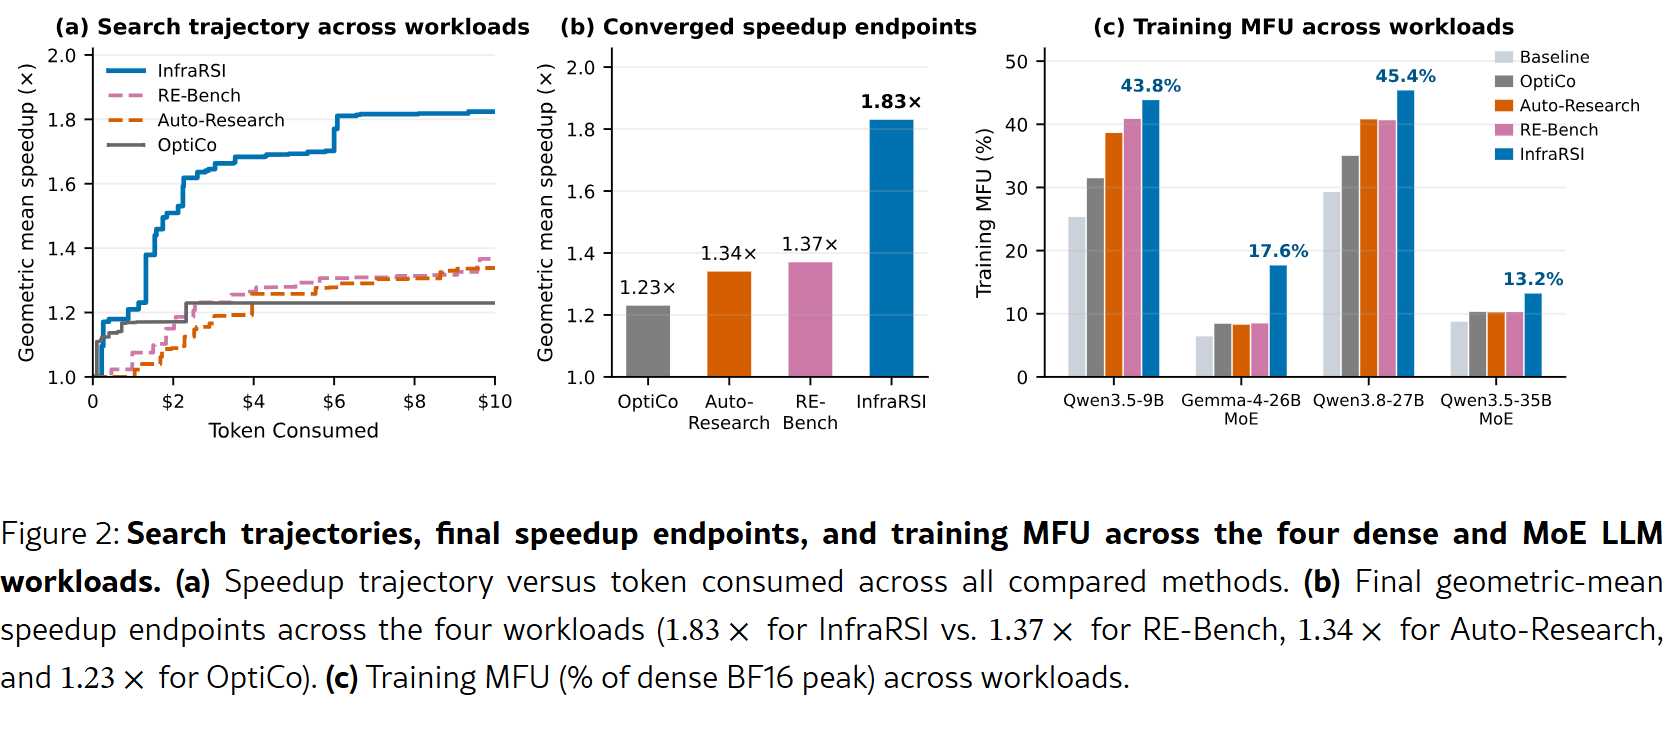 (a) Search trajectory across workloads
Geometric mean speedup (×)
2.0
1.8
1.6
1.4
1.2
1.0
InfraRSI
RE-Bench
Auto-Research
OptiCo
0 $2 $4 $6 $8 $10
Token Consumed
(b) Converged speedup endpoints
Geometric mean speedup (×)
2.0
1.8
1.6
1.4
1.2
1.0
1.23×
1.34×
1.37×
1.83×
OptiCo Auto- RE- InfraRSI
Research Bench
(c) Training MFU across workloads
Training MFU (%)
50
40
30
20
10
0
43.8%
17.6%
45.4%
13.2%
Baseline
OptiCo
Auto-Research
RE-Bench
InfraRSI
Qwen3.5-9B Gemma-4-26B Qwen3.8-27B Qwen3.5-35B
MoE MoE
Figure 2: Search trajectories, final speedup endpoints, and training MFU across the four dense and MoE LLM
workloads. (a) Speedup trajectory versus token consumed across all compared methods. (b) Final geometric-mean
speedup endpoints across the four workloads (1.83 × for InfraRSI vs. 1.37 × for RE-Bench, 1.34 × for Auto-Research,
and 1.23 × for OptiCo). (c) Training MFU (% of dense BF16 peak) across workloads.